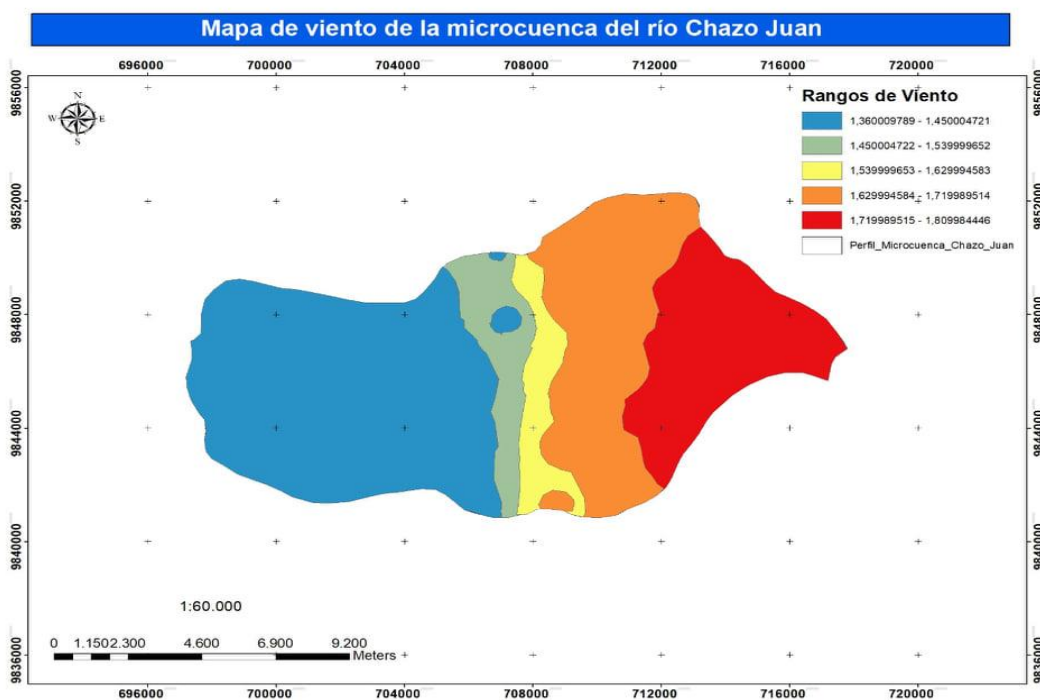 Mapa de viento de la microcuenca del río Chazo Juan
696000 700000 704000 708000 712000 716000 720000
9856000 9856000
N
W E
S
Rangos de Viento
1,360009789 - 1,450004721
1,450004722 - 1,539999652
1,539999653 - 1,629994583
1,629994584 - 1,719989514
1,719989515 - 1,809984446
Perfil_Microcuenca_Chazo_Juan
9852000 9852000
9848000 9848000
9844000 9844000
9840000 9840000
1:60.000
0 1.1502.300 4.600 6.900 9.200
Meters
9836000 9836000
696000 700000 704000 708000 712000 716000 720000